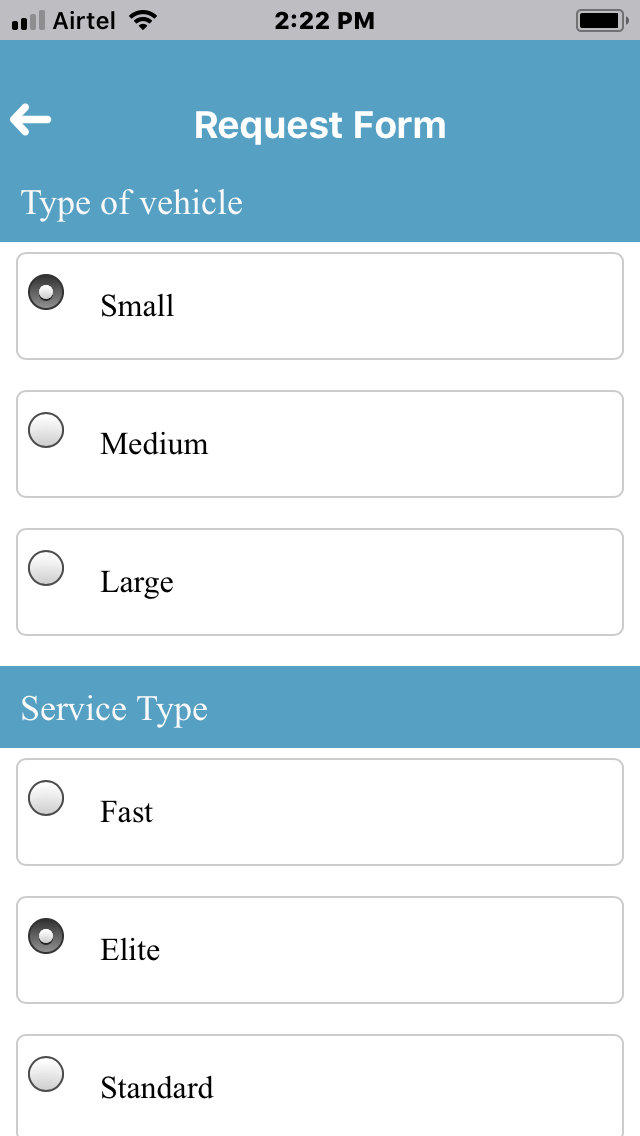 Airtel 2:22 PM
Request Form
Type of vehicle
Small
Medium
Large
Service Type
Fast
Elite
Standard